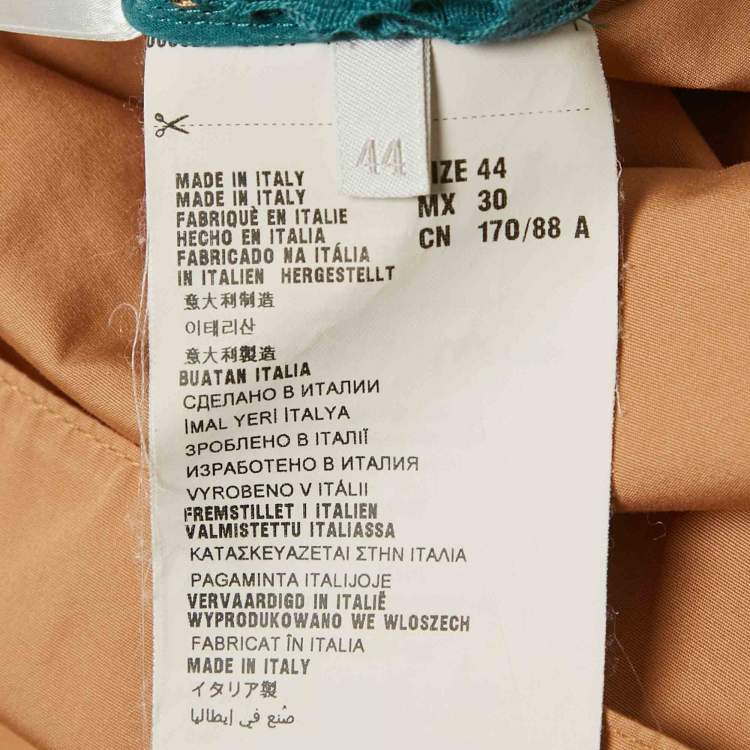 44
MADE IN ITALY
MADE IN ITALY
FABRIQUÈ EN ITALIE
HECHO EN ITALIA
FABRICADO NA ITÁLIA
IN ITALIEN HERGESTELLT
意大利制造
이테리산
意大利製造
BUATAN ITALIA
СДЕЛАНО В ИТАЛИИ
İMAL YERİ İTALYA
ЗРОБЛЕНО В ІТАЛІЇ
ИЗРАБОТЕНО В ИТАЛИЯ
VYROBENO V ITÁLII
FREMSTILLET I ITALIEN
VALMISTETTU ITALIASSA
ΚΑΤΑΣΚΕΥΑΖΕΤΑΙ ΣΤΗΝ ΙΤΑΛΙΑ
PAGAMINTA ITALIJOJE
VERVAARDIGD IN ITALIË
WYPRODUKOWANO WE WLOSZECH
FABRICAT ÎN ITALIA
MADE IN ITALY
イタリア製
صُنع في إيطاليا
44
MX 30
CN 170/88 A